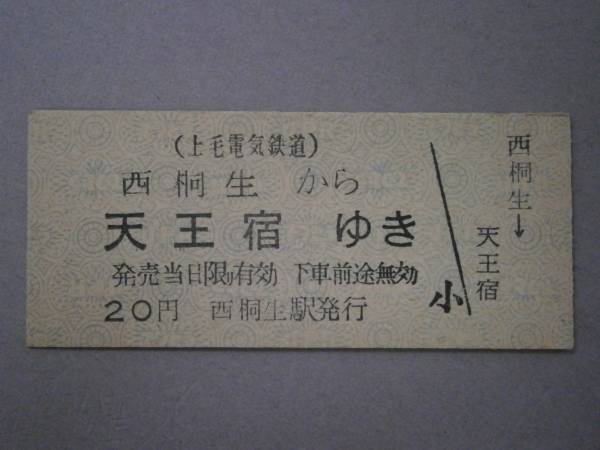 (上毛電気鉄道)
西桐生 から
天王宿 ゆき
発売当日限り有効 下車前途無効
20円 西桐生駅発行
小
西桐生→
天王宿